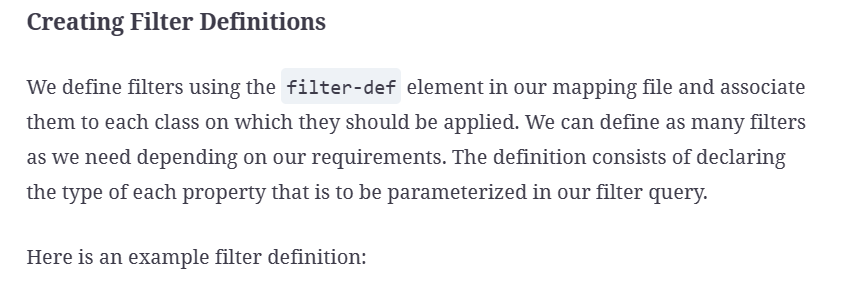 Creating Filter Definitions
We define filters using the filter-def element in our mapping file and associate
them to each class on which they should be applied. We can define as many filters
as we need depending on our requirements. The definition consists of declaring
the type of each property that is to be parameterized in our filter query.
Here is an example filter definition: